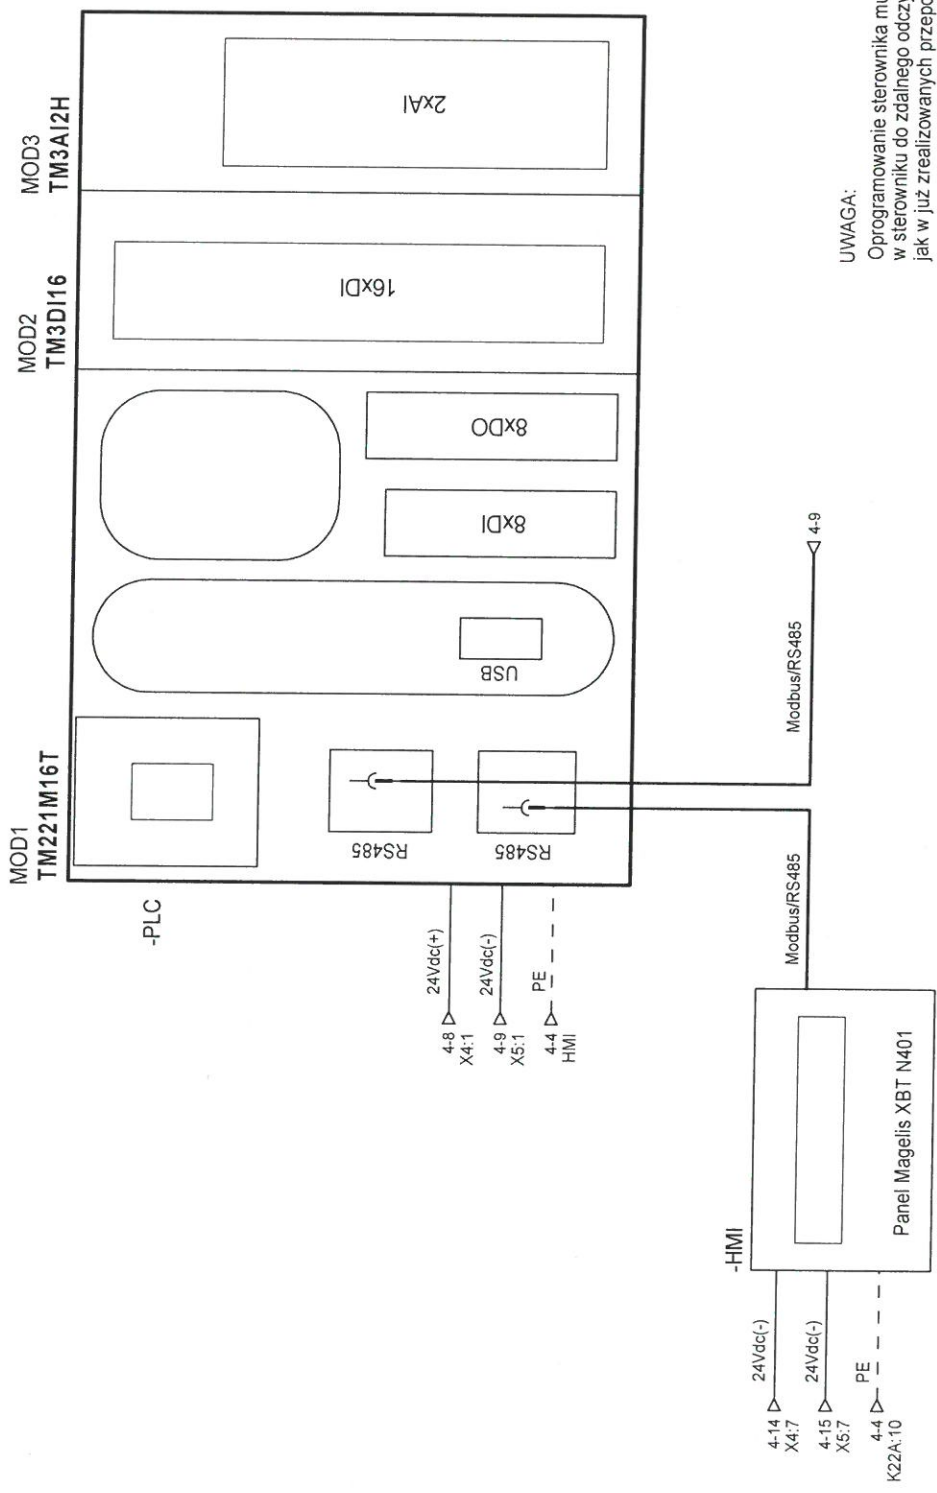 MOD1
TM221M16T
MOD2
TM3DI16
MOD3
TM3AI2H
-PLC
RS485
RS485
USB
8xDI
8xDO
16xDI
2xAI
24Vdc(+)
4-8
X4:1
24Vdc(-)
4-9
X5:1
PE
4-4
HMI
Modbus/RS485
Modbus/RS485
4-9
-HMI
Panel Magelis XBT N401
24Vdc(-)
4-14
X4:7
24Vdc(-)
4-15
X5:7
PE
4-4
K22A:10
UWAGA:
Oprogramowanie sterownika
w sterowniku do zdalnego
jak w już zrealizowanych